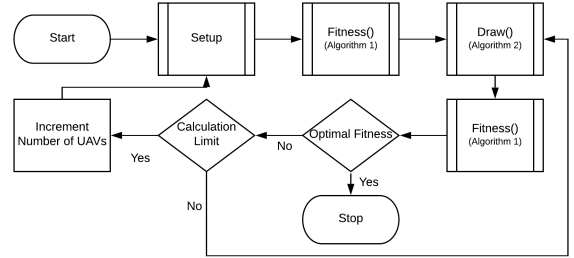 Start
Setup
Fitness()
(Algorithm 1)
Draw()
(Algorithm 2)
Increment
Number of UAVs
Yes
Calculation
Limit
No
Optimal Fitness
Fitness()
(Algorithm 1)
Yes
No
Stop